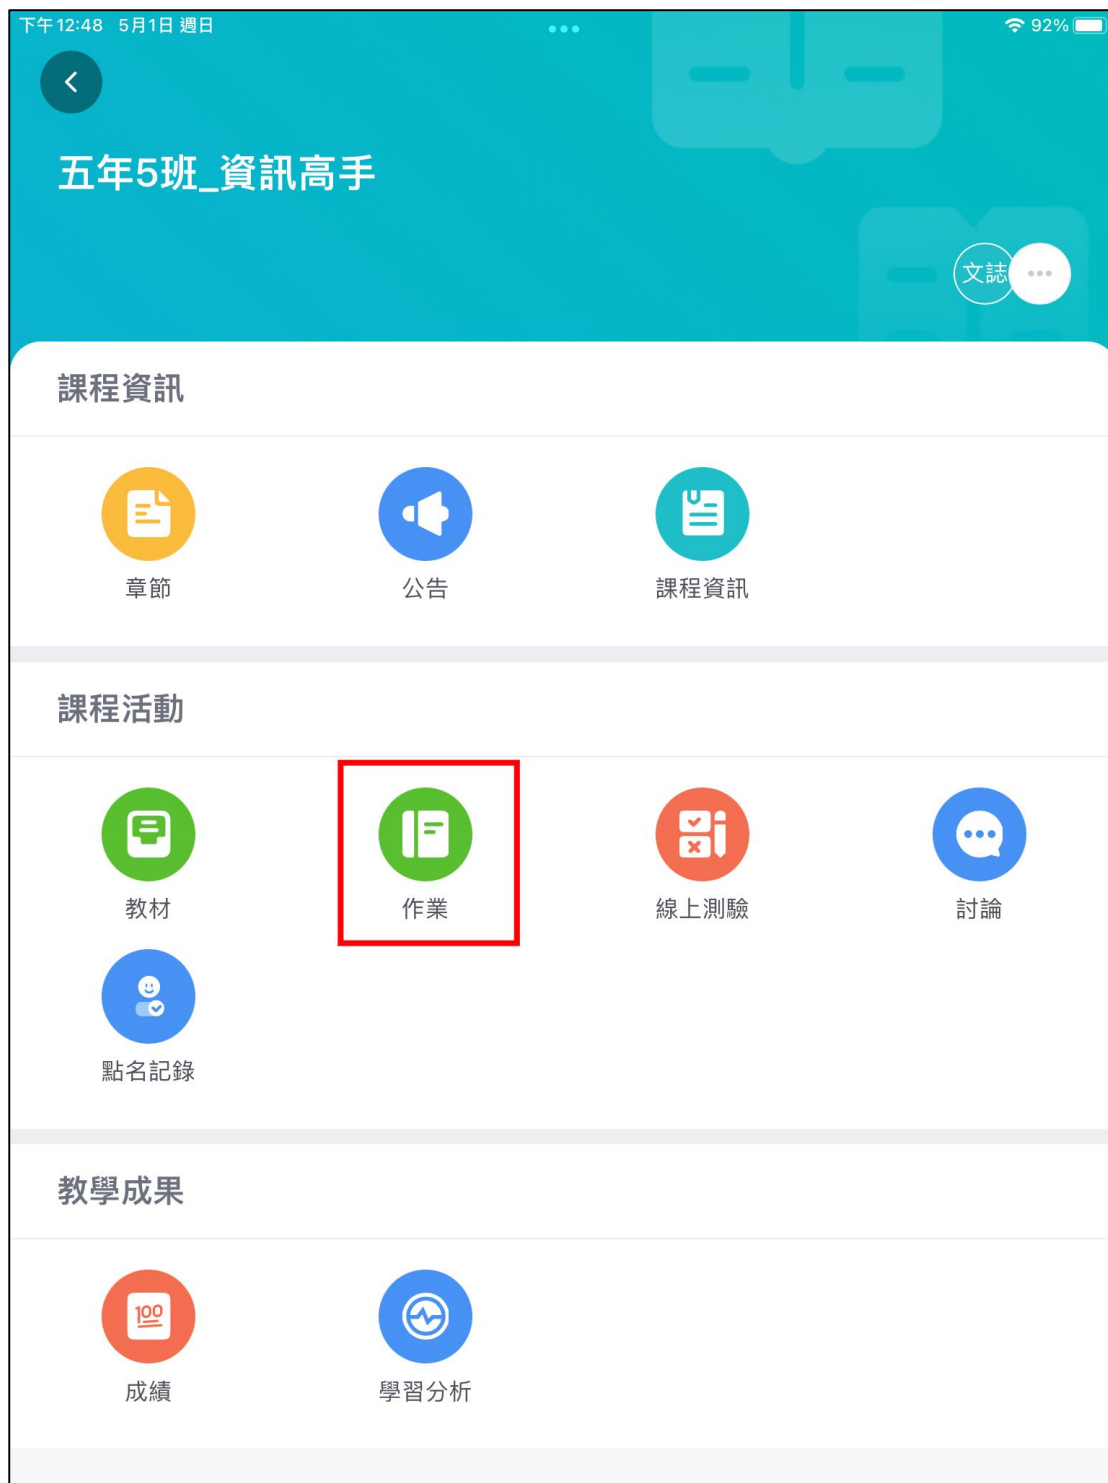 下午12:48 5月1日 週日
92%
五年5班_資訊高手
文誌
課程資訊
章節
公告
課程資訊
課程活動
教材
作業
線上測驗
討論
點名記錄
教學成果
100
成績
學習分析